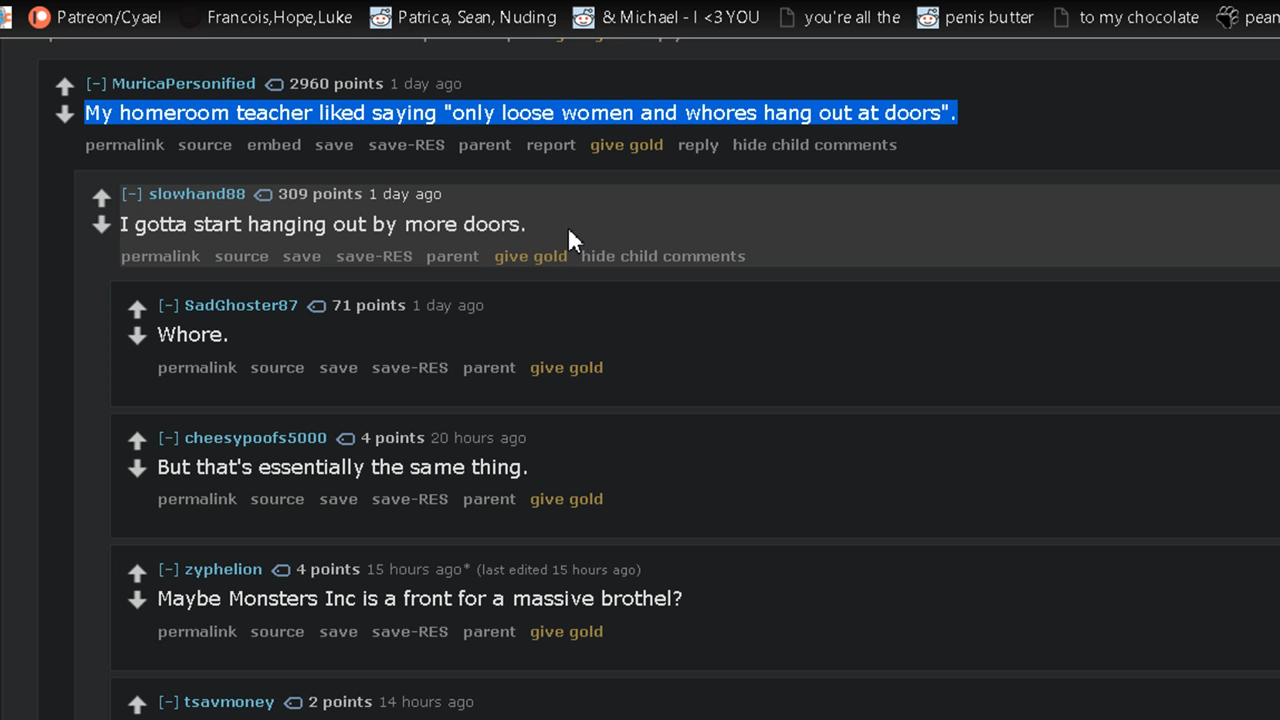 Patreon/Cyael Francois,Hope,Luke Patrica, Sean, Nuding & Michael - I <3 YOU you're all the penis butter to my chocolate
[-] MuricaPersonified 2960 points 1 day ago
My homeroom teacher liked saying "only loose women and whores hang out at doors".
permalink source embed save save-RES parent report give gold reply hide child comments
[-] slowhand88 309 points 1 day ago
I gotta start hanging out by more doors.
permalink source save save-RES parent give gold hide child comments
[-] SadGhoster87 71 points 1 day ago
Whore.
permalink source save save-RES parent give gold
[-] cheesypoofs5000 4 points 20 hours ago
But that's essentially the same thing.
permalink source save save-RES parent give gold
[-] zyphelion 4 points 15 hours ago* (last edited 15 hours ago)
Maybe Monsters Inc is a front for a massive brothel?
permalink source save save-RES parent give gold
[-] tsavmoney 2 points 14 hours ago